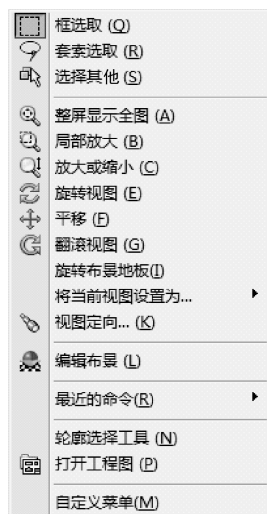 框选取 (Q)
套索选取 (R)
选择其他 (S)
整屏显示全图 (A)
局部放大 (B)
放大或缩小 (C)
旋转视图 (E)
平移 (F)
翻滚视图 (G)
旋转布景地板(I)
将当前视图设置为...
视图定向... (K)
编辑布景 (L)
最近的命令(R)
轮廓选择工具 (N)
打开工程图 (P)
自定义菜单(M)